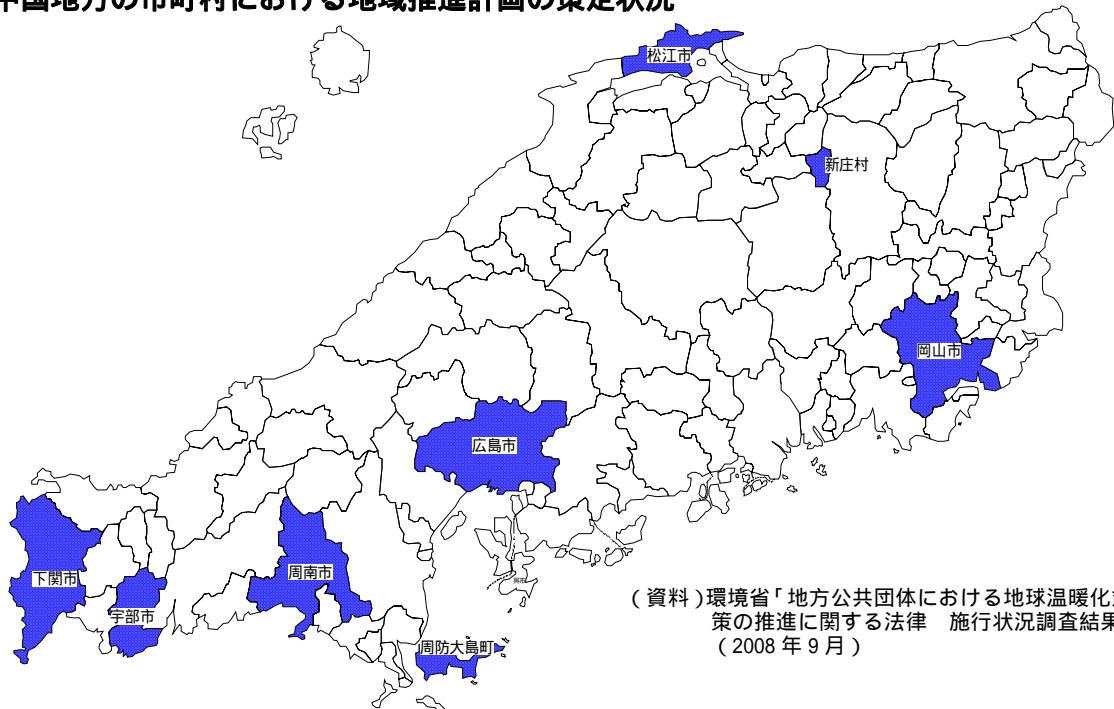 中国地方の市町村における地域推進計画の策定状況
松江市
新庄村
岡山市
広島市
下関市
周南市
宇部市
周防大島町
(資料)環境省「地方公共団体における地球温暖化
策の推進に関する法律　施行状況調査結果
(2008年9月)